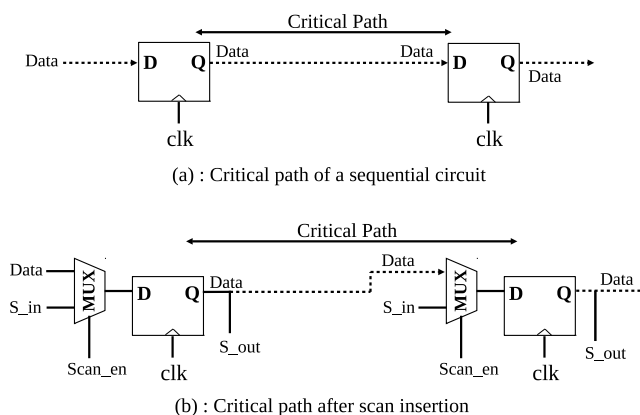 Critical Path
Data
D
Q
Data
Data
D
Q
Data
clk
clk
(a) : Critical path of a sequential circuit
Critical Path
Data
S_in
MUX
D
Q
Data
S_out
Scan_en
clk
Data
S_in
MUX
D
Q
Data
S_out
Scan_en
clk
(b) : Critical path after scan insertion